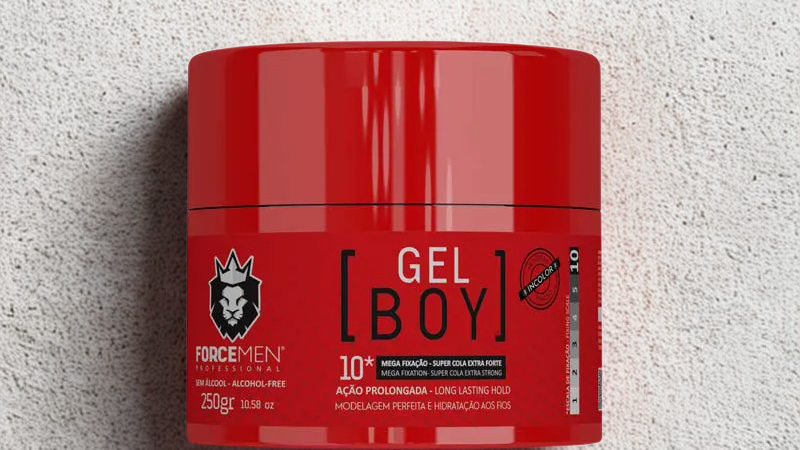 GEL
[BOY]
FORCEMEN®
PROFESSIONAL
SEM ÁLCOOL - ALCOHOL-FREE
250gr 10.58 oz
10*
MEGA FIXAÇÃO - SUPER COLA EXTRA FORTE
MEGA FIXATION- SUPER COLA EXTRA STRONG
AÇÃO PROLONGADA - LONG LASTING HOLD
MODELAGEM PERFEITA E HIDRATAÇÃO AOS FIOS
INCOLOR
1 2 3 4 5 10